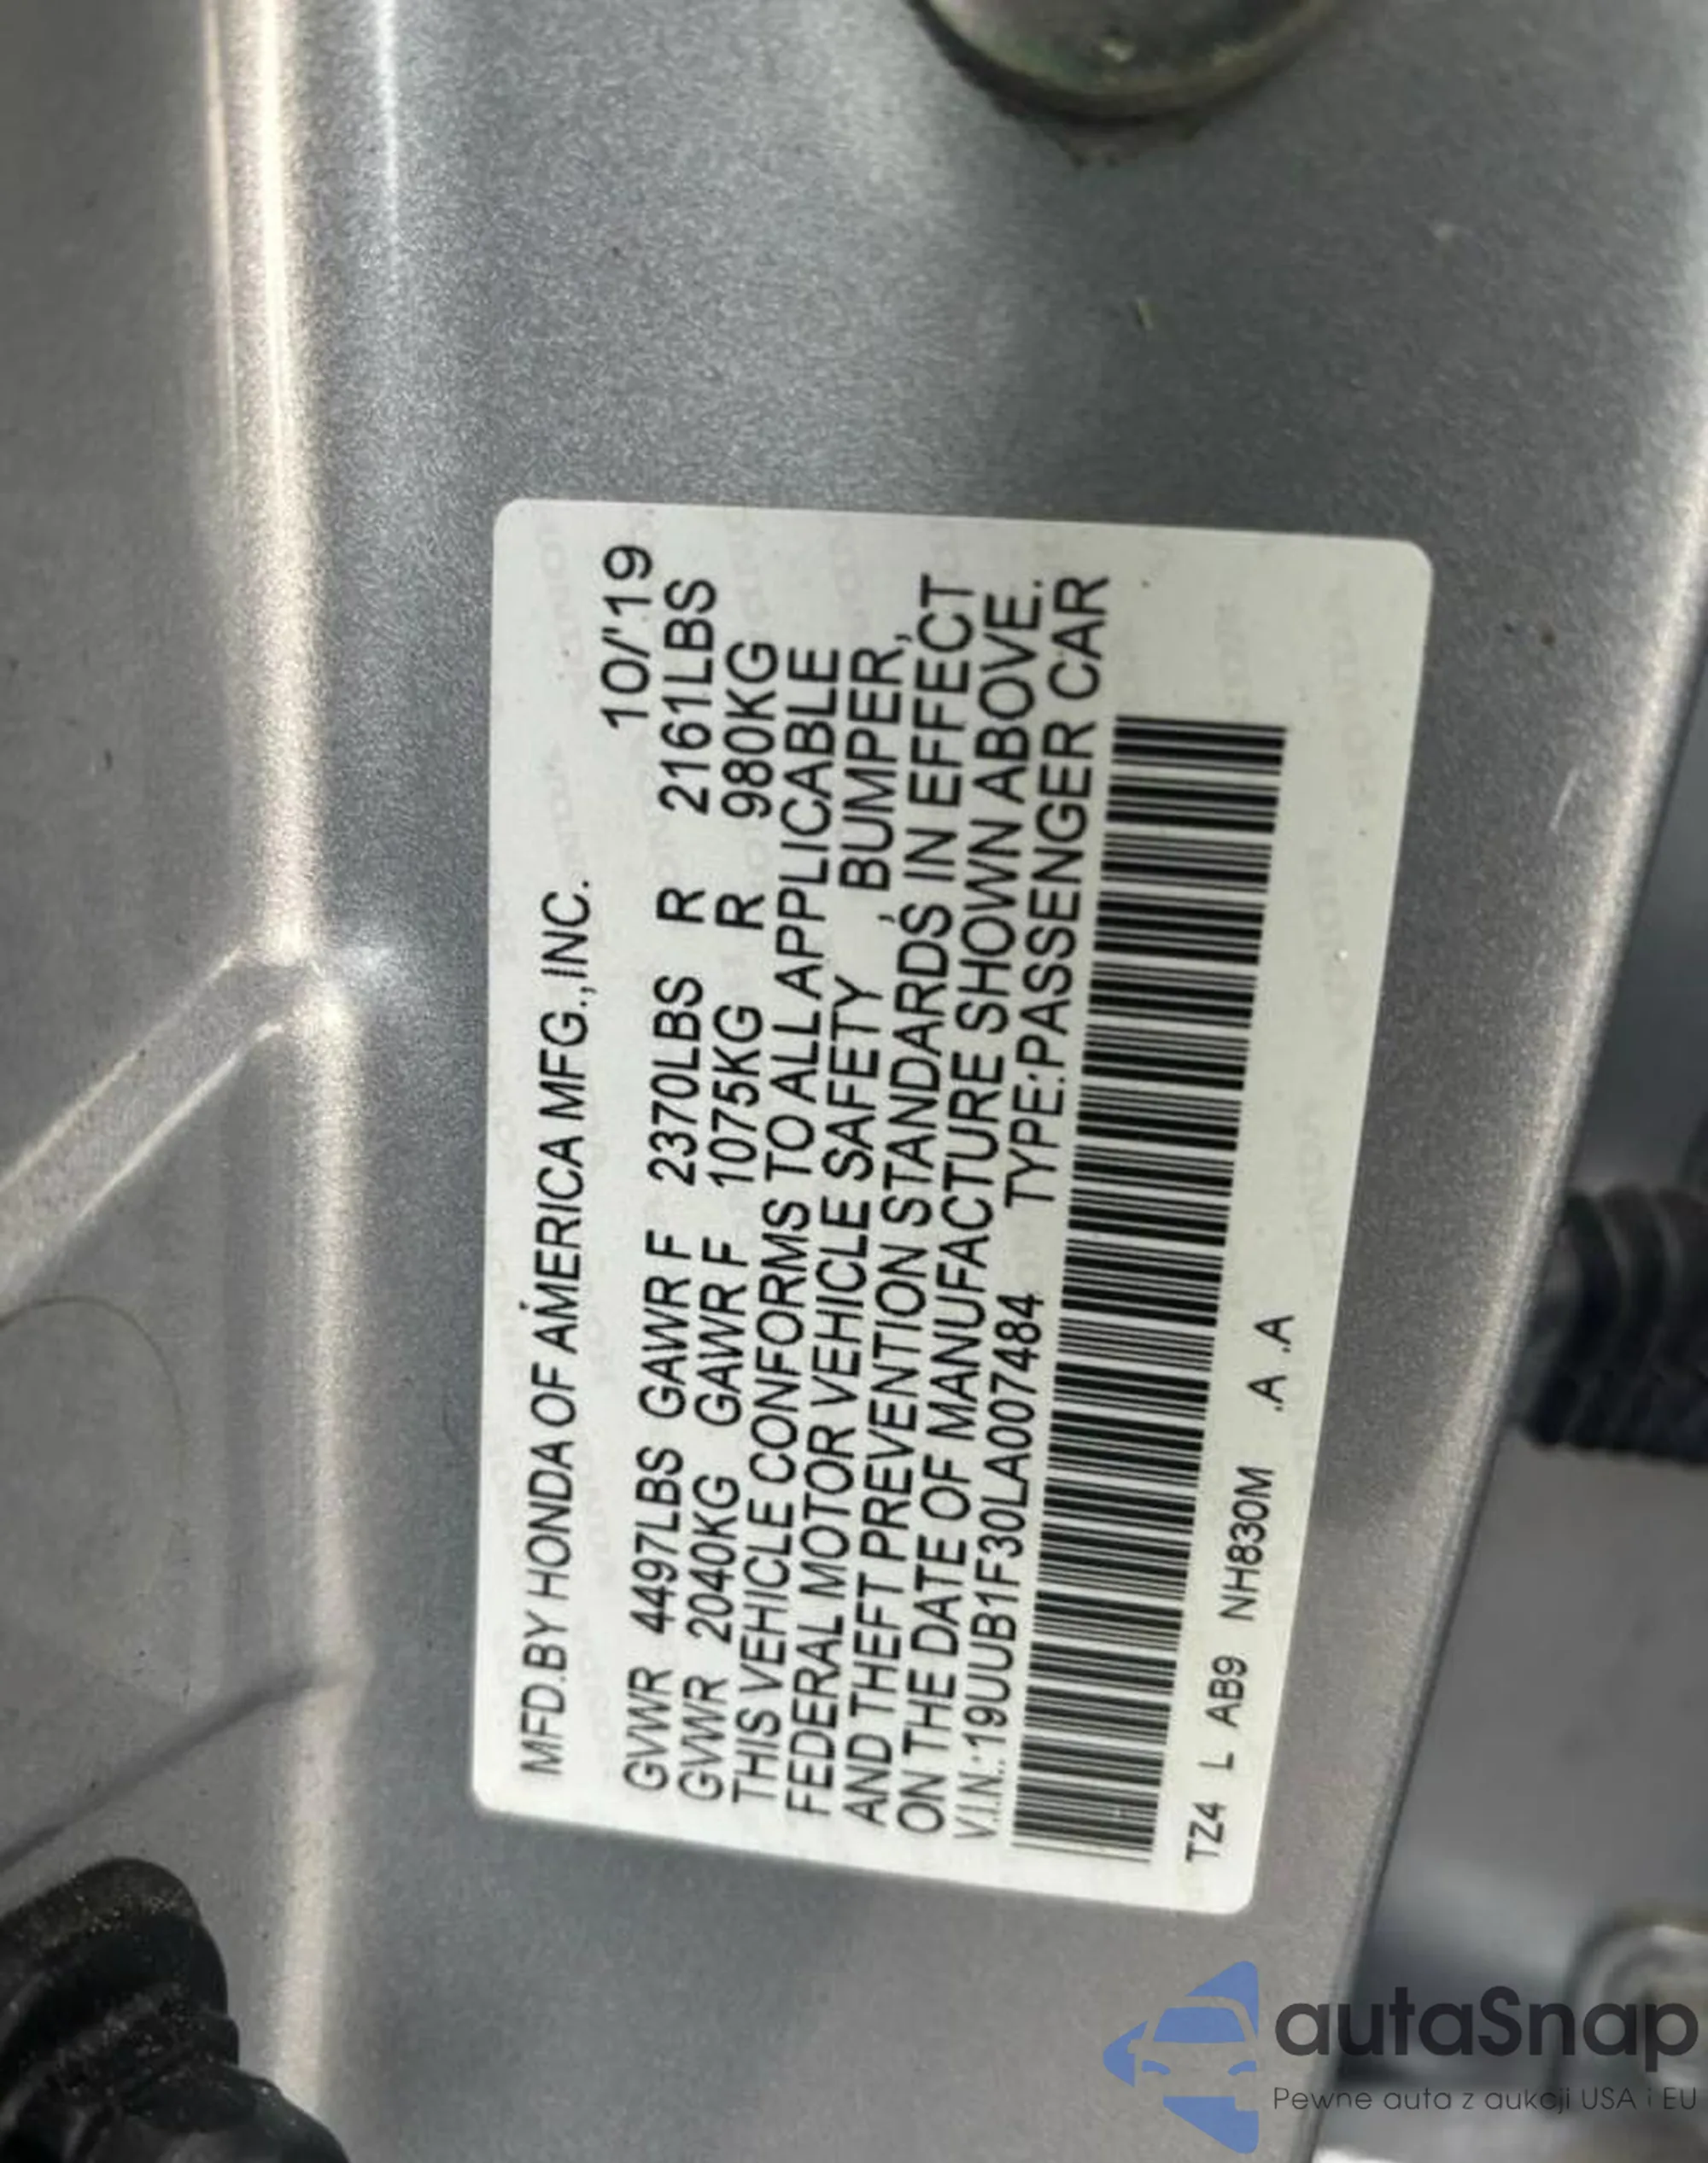 MFD.BY HONDA OF AMERICA MFG.,INC.
10/'19
GVWR 4497LBS GAWR F 2370LBS R 2161LBS
GVWR 2040KG GAWR F 1075KG R 980KG
THIS VEHICLE CONFORMS TO ALL APPLICABLE
FEDERAL MOTOR VEHICLE SAFETY , BUMPER,
AND THEFT PREVENTION STANDARDS IN EFFECT
ON THE DATE OF MANUFACTURE SHOWN ABOVE.
V.I.N.:19UUB1F30LA007484 TYPE:PASSENGER CAR
TZ4 L AB9 NH830M .A .A
autaSnap
Pewne auta z aukcji USA i EU